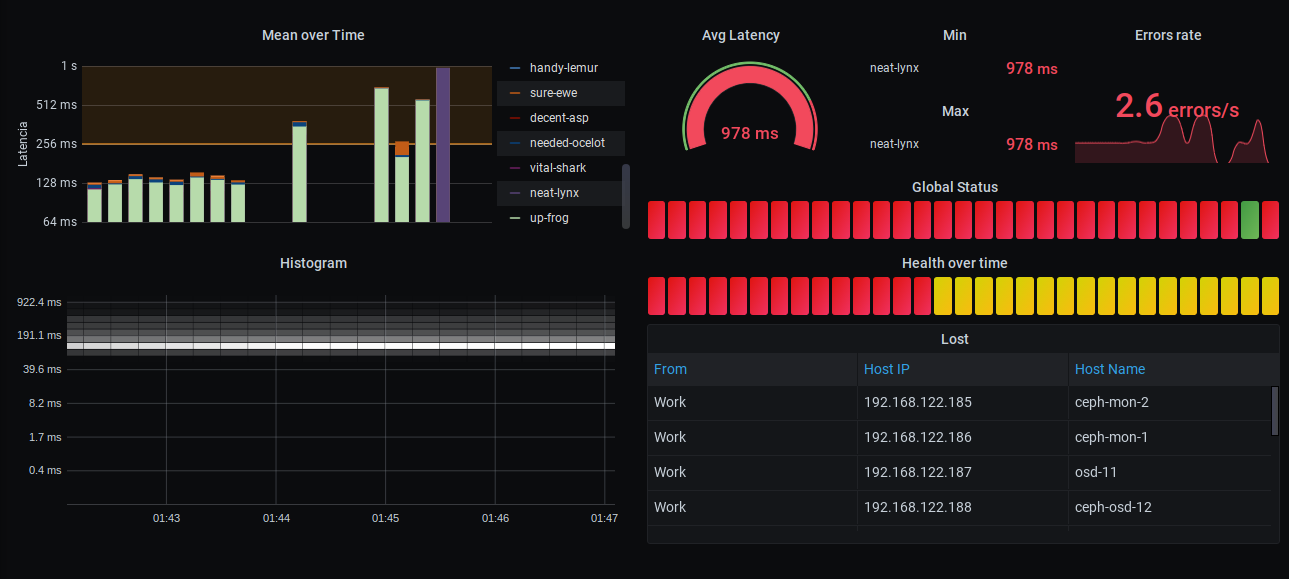 Mean over Time
Latencia
1 s
512 ms
256 ms
128 ms
64 ms
handy-lemur
sure-ewe
decent-asp
needed-ocelot
vital-shark
neat-lynx
up-frog
Histogram
922.4 ms
191.1 ms
39.6 ms
8.2 ms
1.7 ms
0.4 ms
01:43 01:44 01:45 01:46 01:47
Avg Latency
978 ms
Min
neat-lynx 978 ms
Max
neat-lynx 978 ms
Errors rate
2.6 errors/s
Global Status
Health over time
Lost
From Host IP Host Name
Work 192.168.122.185 ceph-mon-2
Work 192.168.122.186 ceph-mon-1
Work 192.168.122.187 osd-11
Work 192.168.122.188 ceph-osd-12